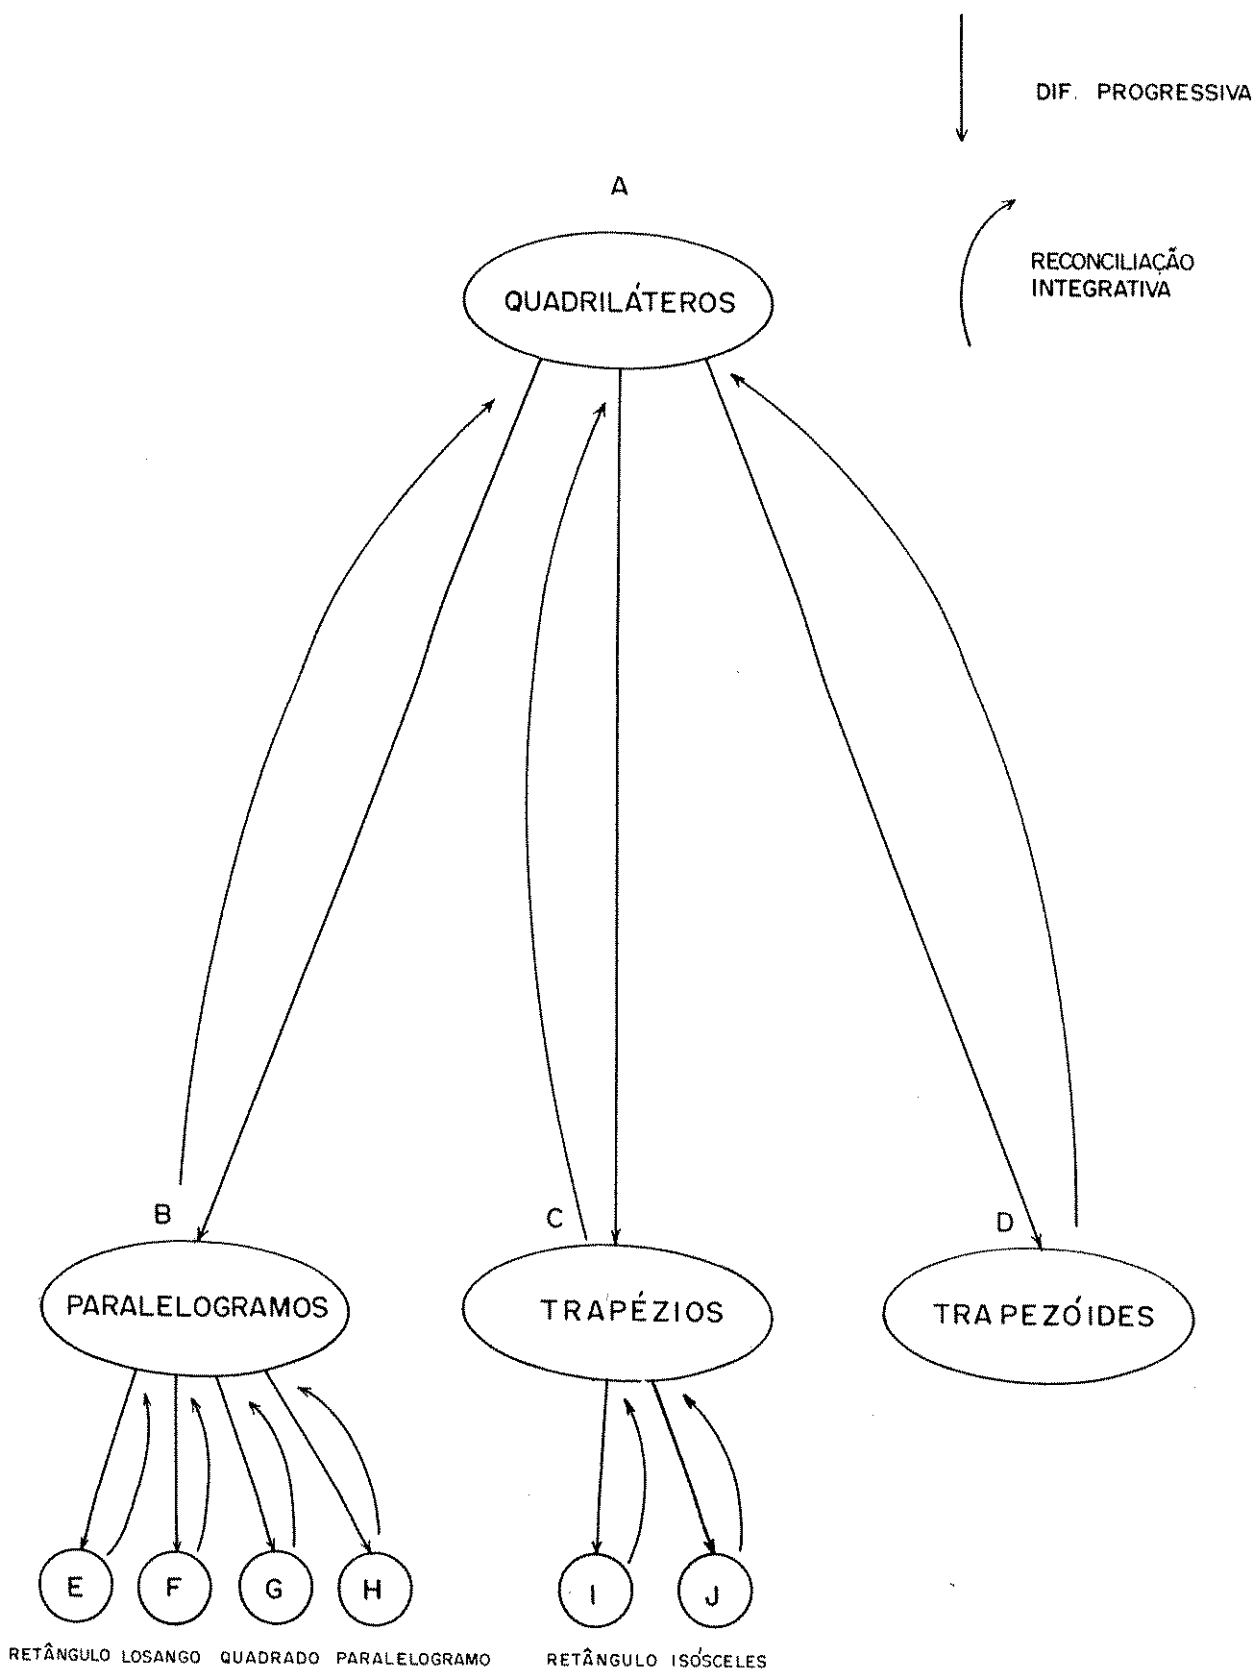 DIF. PROGRESSIVA
A
QUADRILÁTEROS
RECONCILIAÇÃO
INTEGRATIVA
B
C
D
PARALELOGRAMOS
TRAPÉZIOS
TRAPEZÓIDES
E F G H I J
RETÂNGULO LOSANGO QUADRADO PARALELOGRAMO RETÂNGULO ISÓSCELES